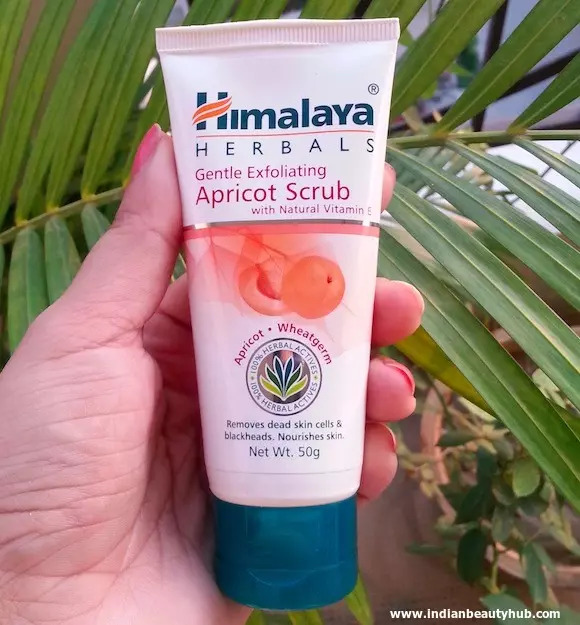 Himalaya®
HERBALS
Gentle Exfoliating
Apricot Scrub
with Natural Vitamin E
Apricot • Wheatgerm
100% HERBAL ACTIVES
100% HERBAL ACTIVES
Removes dead skin cells &
blackheads. Nourishes skin.
Net Wt. 50g
www.indianbeautyhub.com